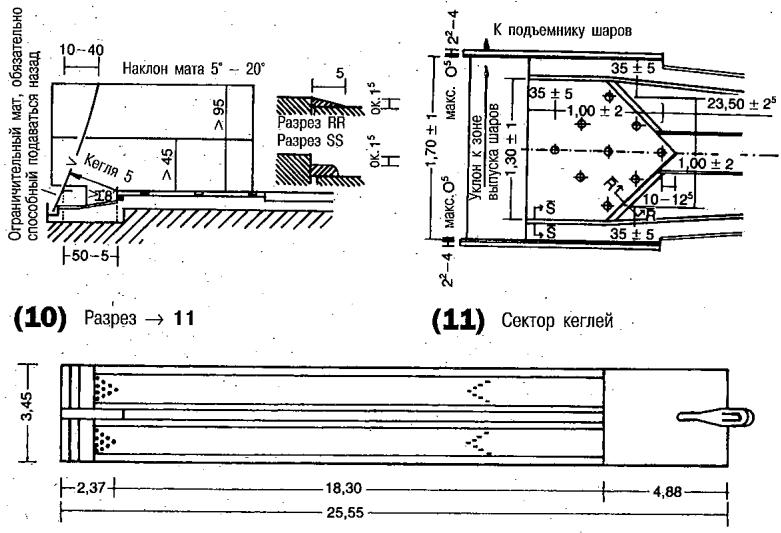 Ограничительный мат, обязательно
способный подаваться назад
10–40
Наклон мата 5° – 20°
> 95
> 45
Кегля 5
>
±8
50-5
5
ок. 1⁵
Разрез RR
Разрез SS
ок. 1⁵
(10) Разрез → 11
2²–4
К подъемнику шаров
макс. 0⁵
1,70 ± 1
макс. 0⁵
2²–4
Уклон к зоне
выпуска шаров
1,30 ± 1
35 ± 5
35 ± 5
1,00 ± 2
23,50 ± 2⁵
1,00 ± 2
10–12⁵
R
R
S
S
35 ± 5
(11) Сектор кеглей
3,45
2,37
18,30
4,88
25,55